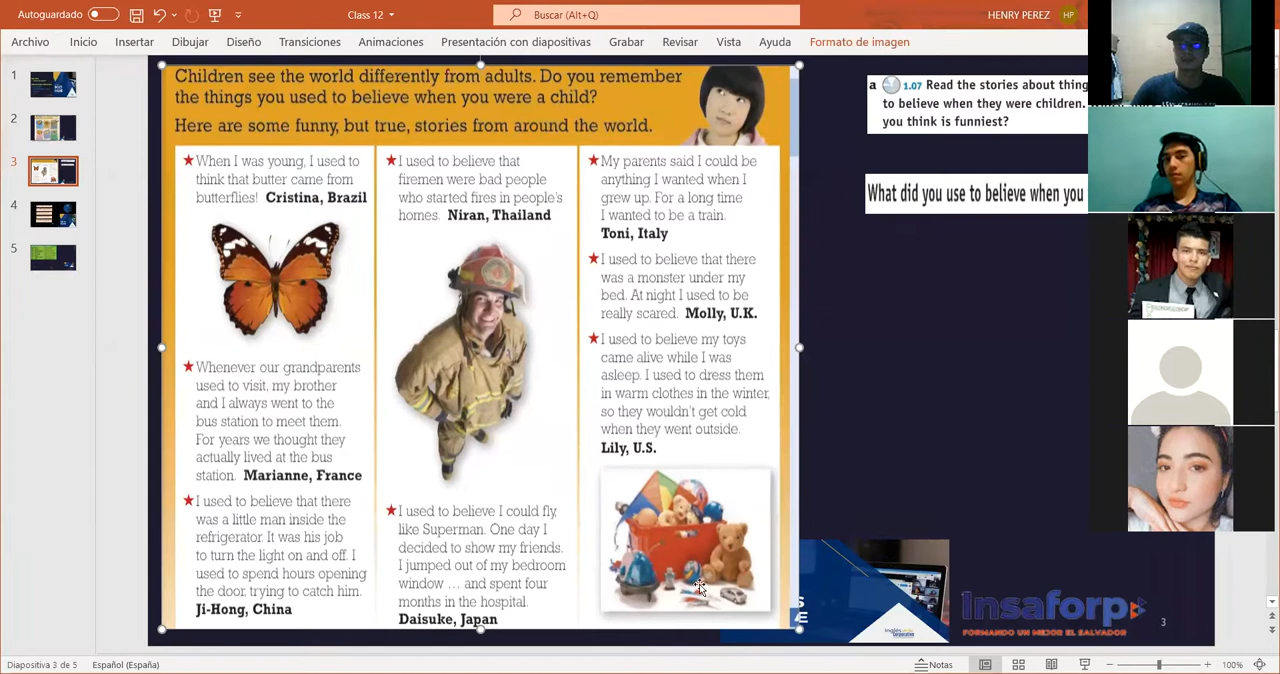 Autoguardado
Class 12
Buscar (Alt+Q)
HENRY PEREZ
HP
Archivo Inicio Insertar Dibujar Diseño Transiciones Animaciones Presentación con diapositivas Grabar Revisar Vista Ayuda Formato de imagen
1
2
3
4
5
Children see the world differently from adults. Do you remember
the things you used to believe when you were a child?
Here are some funny, but true, stories from around the world.
When I was young, I used to
think that butter came from
butterflies! Cristina, Brazil
Whenever our grandparents
used to visit, my brother
and I always went to the
bus station to meet them.
For years we thought they
actually lived at the bus
station. Marianne, France
I used to believe that there
was a little man inside the
refrigerator. It was his job
to turn the light on and off. I
used to spend hours opening
the door, trying to catch him.
Ji-Hong, China
I used to believe that
firemen were bad people
who started fires in people's
homes. Niran, Thailand
I used to believe I could fly,
like Superman. One day I
decided to show my friends.
I jumped out of my bedroom
window ... and spent four
months in the hospital.
Daisuke, Japan
My parents said I could be
anything I wanted when I
grew up. For a long time
I wanted to be a train.
Toni, Italy
I used to believe that there
was a monster under my
bed. At night I used to be
really scared. Molly, U.K.
I used to believe my toys
came alive while I was
asleep. I used to dress them
in warm clothes in the winter,
so they wouldn't get cold
when they went outside.
Lily, U.S.
a 1.07 Read the stories about thing
to believe when they were children.
you think is funniest?
What did you use to believe when you
Insaforp
FORMANDO UN MEJOR EL SALVADOR
3
Diapositiva 3 de 5 Español (España) Notas 100%